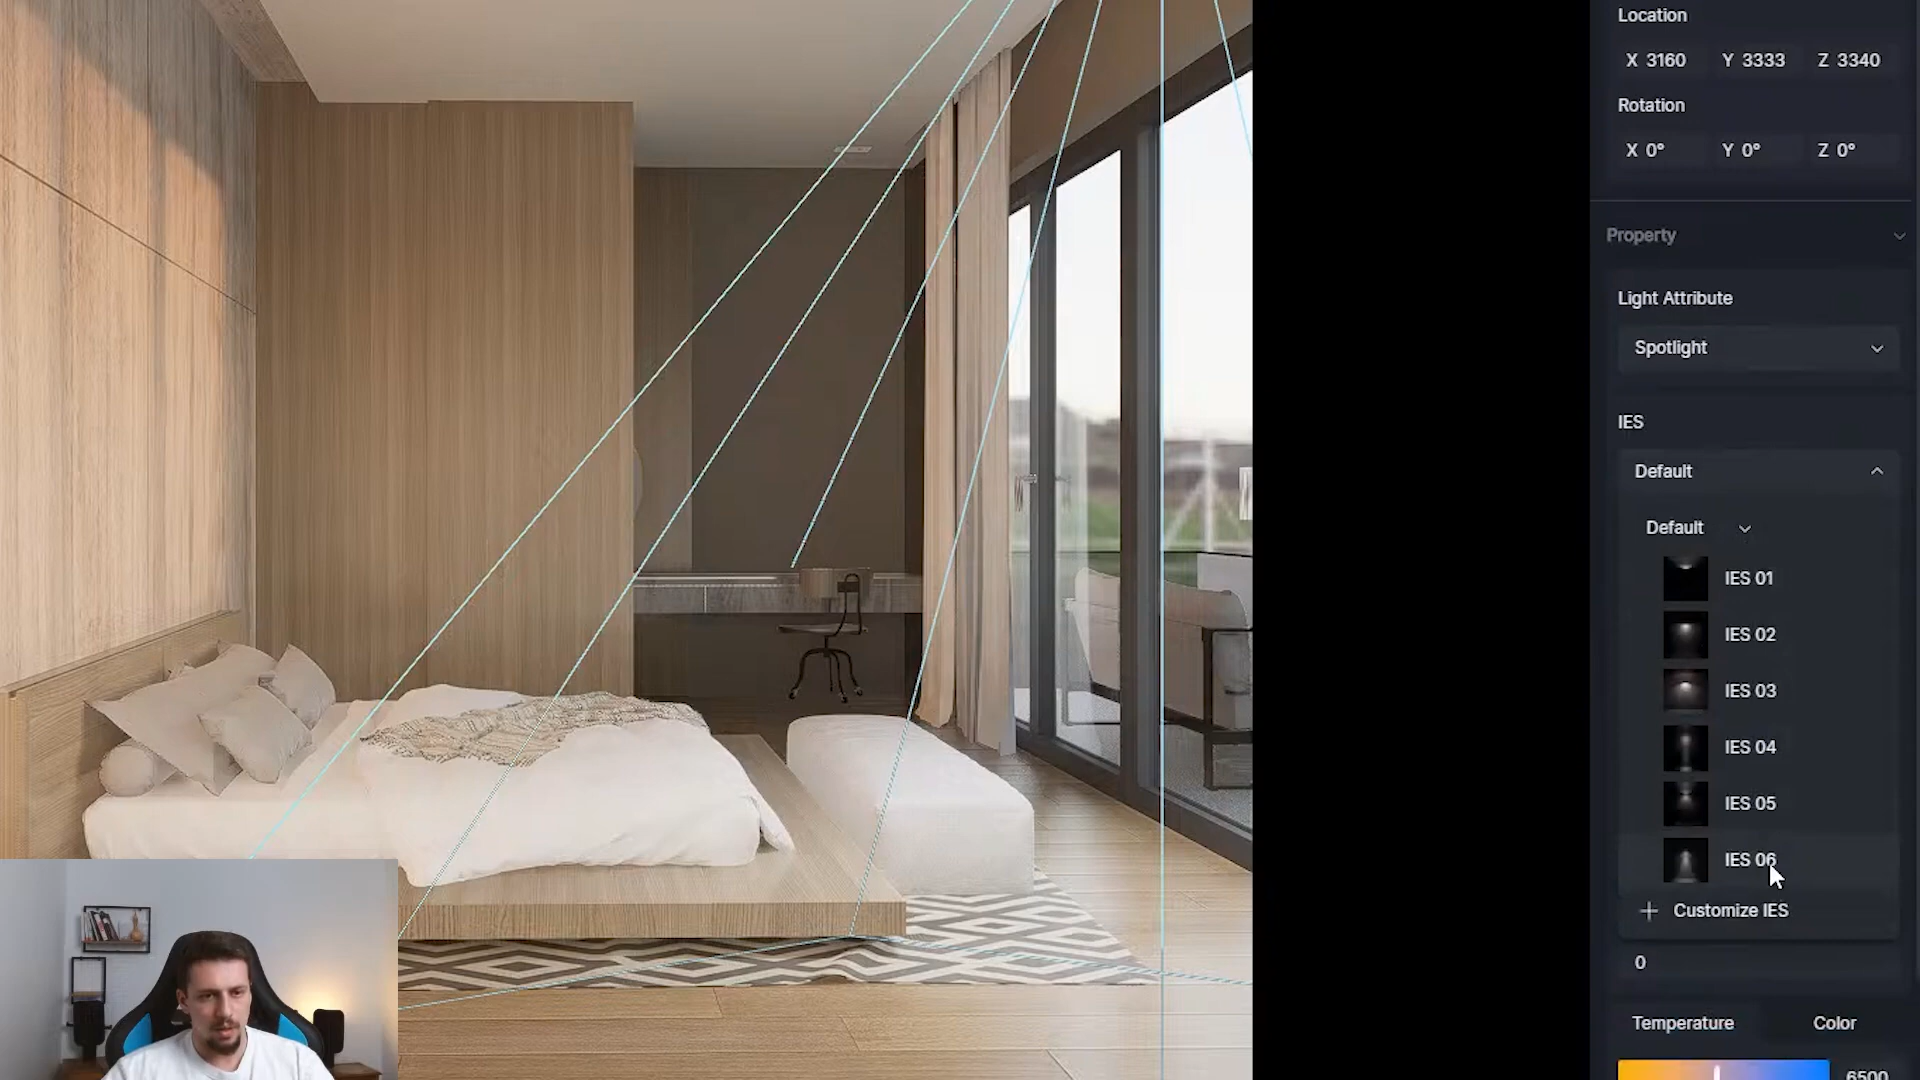 Location
X 3160 Y 3333 Z 3340
Rotation
X 0° Y 0° Z 0°
Property
Light Attribute
Spotlight
IES
Default
Default
IES 01
IES 02
IES 03
IES 04
IES 05
IES 06
+ Customize IES
0
Temperature Color
6500